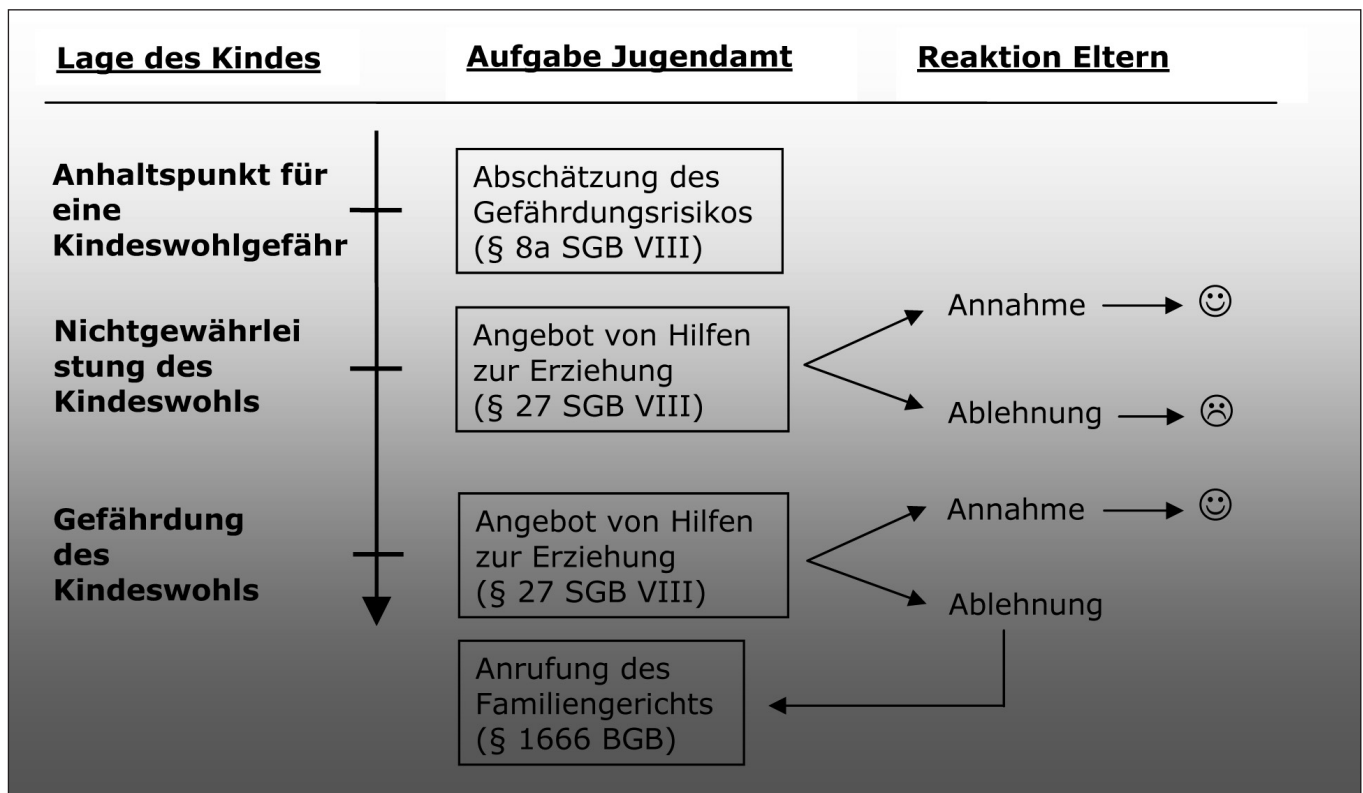 Lage des Kindes
Aufgabe Jugendamt
Reaktion Eltern
Anhaltspunkt für
eine
Kindeswohlgefähr
Abschätzung des
Gefährdungsrisikos
(§ 8a SGB VIII)
Nichtgewährlei
stung des
Kindeswohls
Angebot von Hilfen
zur Erziehung
(§ 27 SGB VIII)
Annahme
Ablehnung
Gefährdung
des
Kindeswohls
Angebot von Hilfen
zur Erziehung
(§ 27 SGB VIII)
Annahme
Ablehnung
Anrufung des
Familiengerichts
(§ 1666 BGB)